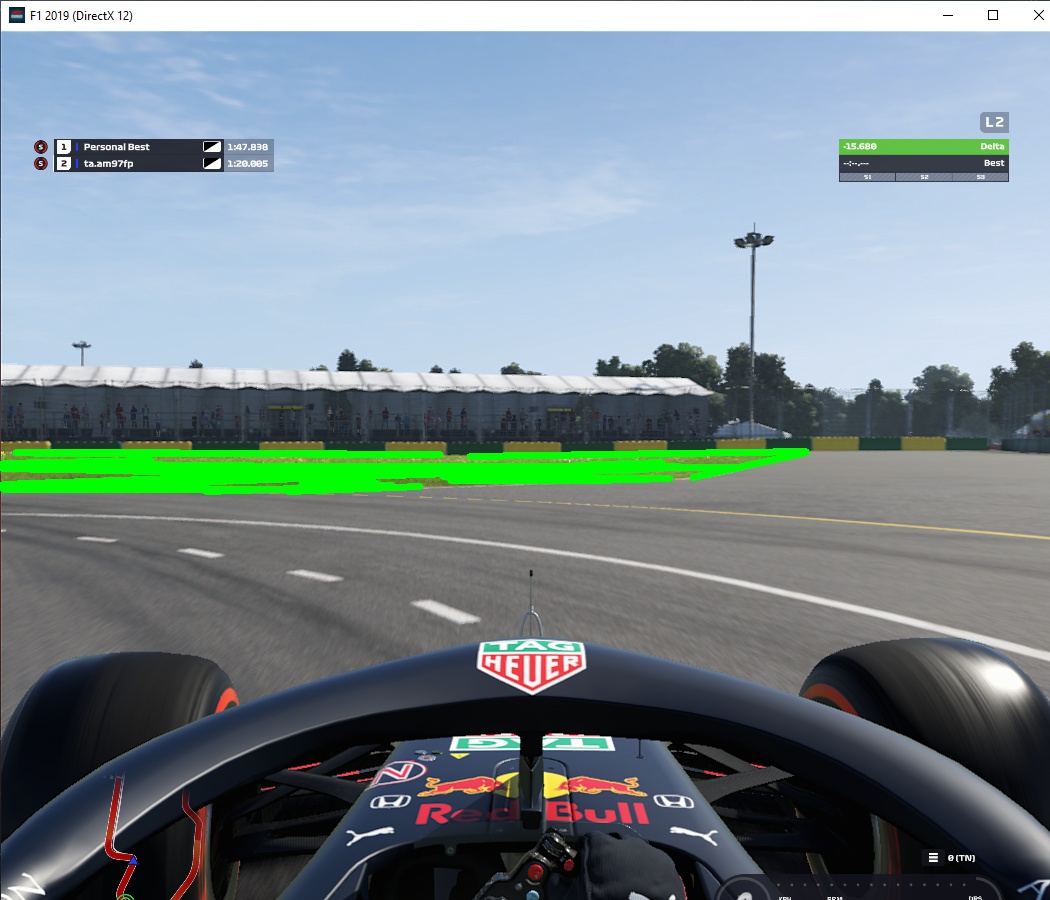 F1 2019 (DirectX 12)
L2
S 1 Personal Best 1:47.838
S 2 ta.am97fp 1:20.005
-15.680 Delta
--:--.--- Best
S1 S2 S3
TAG
HEUER
TAG
Red Bull
0 (TN)